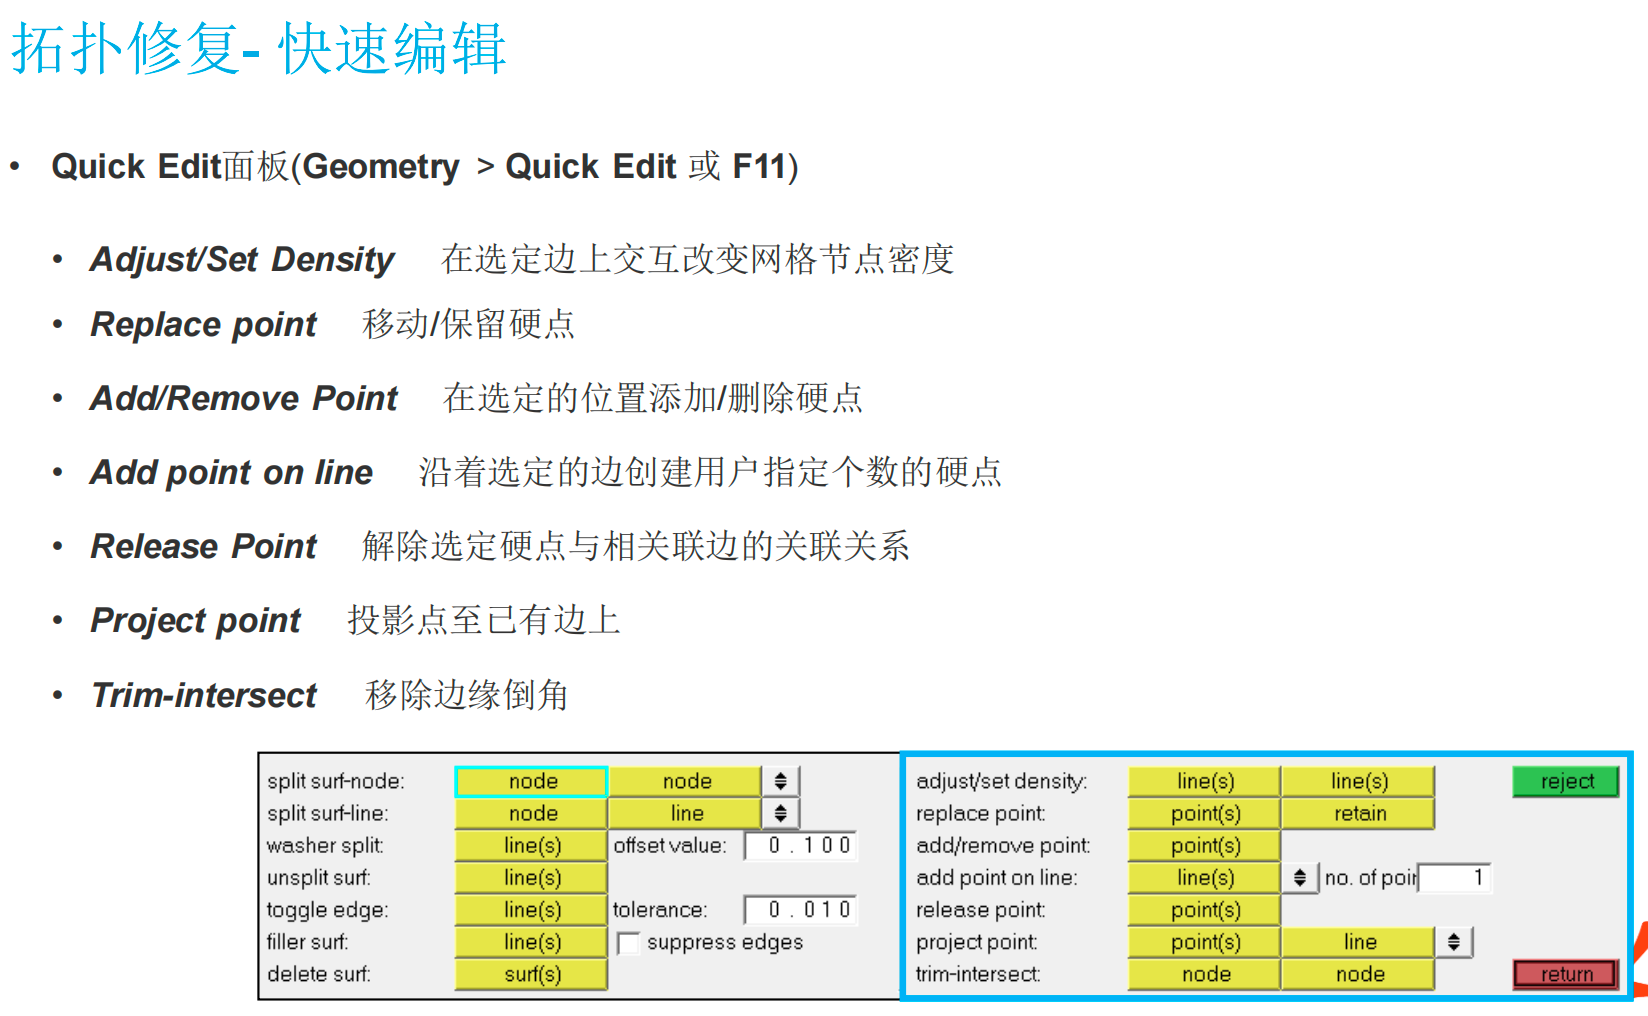 拓扑修复- 快速编辑
• Quick Edit面板(Geometry > Quick Edit 或 F11)
• Adjust/Set Density 在选定边上交互改变网格节点密度
• Replace point 移动/保留硬点
• Add/Remove Point 在选定的位置添加/删除硬点
• Add point on line 沿着选定的边创建用户指定个数的硬点
• Release Point 解除选定硬点与相关联边的关联关系
• Project point 投影点至已有边上
• Trim-intersect 移除边缘倒角
split surf-node: node node
split surf-line: node line
washer split: line(s) offset value: 0.100
unsplit surf: line(s)
toggle edge: line(s) tolerance: 0.010
filler surf: line(s) suppress edges
delete surf: surf(s)
adjust/set density: line(s) line(s) reject
replace point: point(s) retain
add/remove point: point(s)
add point on line: line(s) no. of poir 1
release point: point(s)
project point: point(s) line
trim-intersect: node node return